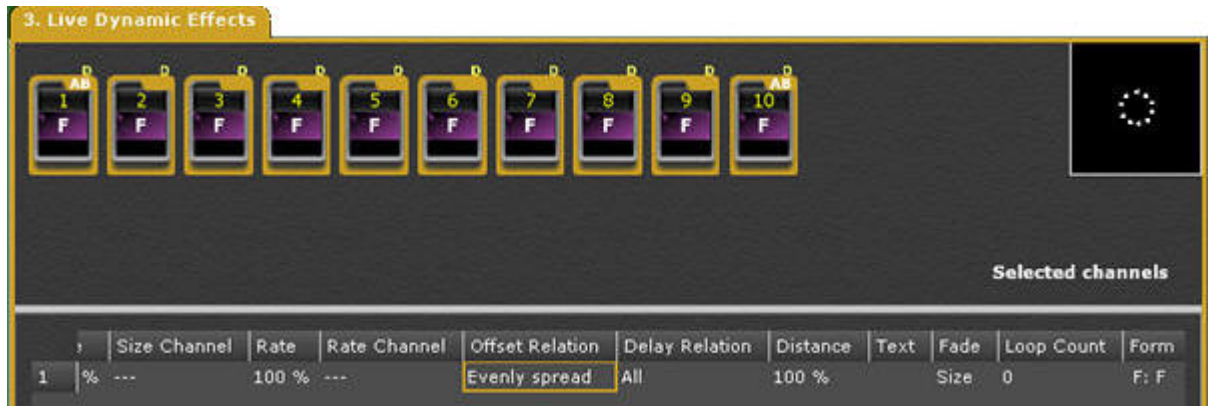 3. Live Dynamic Effects
D D D D D D D D D D
AB AB
1 2 3 4 5 6 7 8 9 10
F F F F F F F F F F
Selected channels
Size Channel Rate Rate Channel Offset Relation Delay Relation Distance Text Fade Loop Count Form
1 % --- 100 % --- Evenly spread All 100 % Size 0 F: F